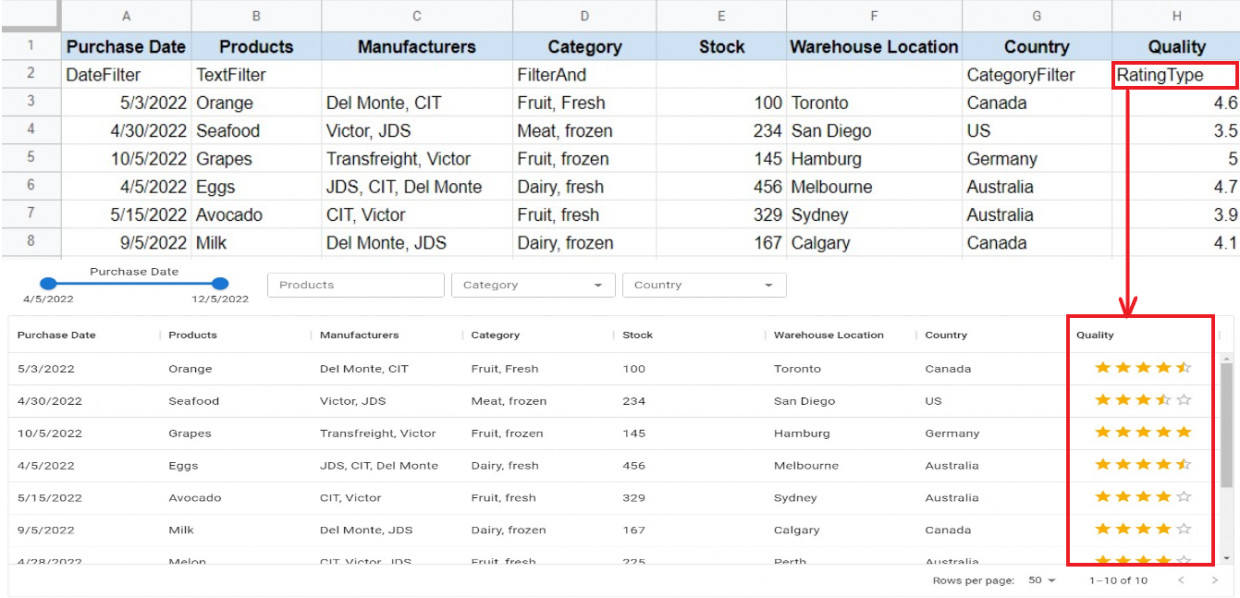 A B C D E F G H
1 Purchase Date Products Manufacturers Category Stock Warehouse Location Country Quality
2 DateFilter TextFilter FilterAnd CategoryFilter RatingType
3 5/3/2022 Orange Del Monte, CIT Fruit, Fresh 100 Toronto Canada 4.6
4 4/30/2022 Seafood Victor, JDS Meat, frozen 234 San Diego US 3.5
5 10/5/2022 Grapes Transfreight, Victor Fruit, frozen 145 Hamburg Germany 5
6 4/5/2022 Eggs JDS, CIT, Del Monte Dairy, fresh 456 Melbourne Australia 4.7
7 5/15/2022 Avocado CIT, Victor Fruit, fresh 329 Sydney Australia 3.9
8 9/5/2022 Milk Del Monte, JDS Dairy, frozen 167 Calgary Canada 4.1
Purchase Date
Products Category Country
4/5/2022 12/5/2022
Purchase Date Products Manufacturers Category Stock Warehouse Location Country Quality
5/3/2022 Orange Del Monte, CIT Fruit, Fresh 100 Toronto Canada
4/30/2022 Seafood Victor, JDS Meat, frozen 234 San Diego US
10/5/2022 Grapes Transfreight, Victor Fruit, frozen 145 Hamburg Germany
4/5/2022 Eggs JDS, CIT, Del Monte Dairy, fresh 456 Melbourne Australia
5/15/2022 Avocado CIT, Victor Fruit, fresh 329 Sydney Australia
9/5/2022 Milk Del Monte, JDS Dairy, frozen 167 Calgary Canada
4/28/2022 Melon CIT, Victor, JDS Fruit, fresh 225 Perth Australia
Rows per page: 50 1–10 of 10